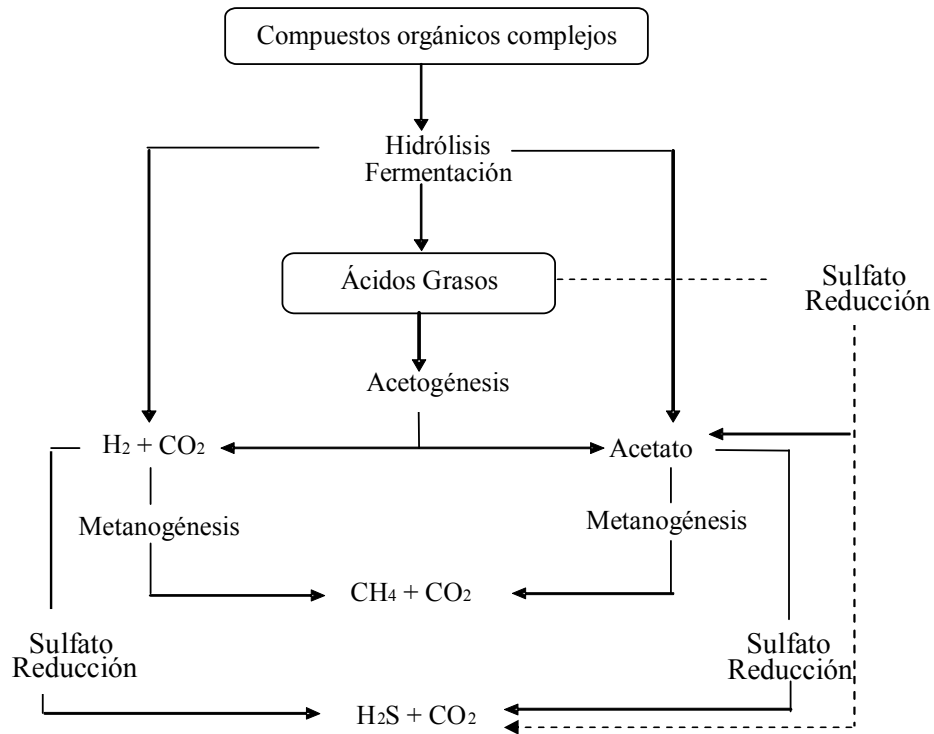 Compuestos orgánicos complejos
Hidrólisis
Fermentación
Ácidos Grasos
Sulfato
Reducción
Acetogénesis
H2 + CO2
Acetato
Metanogénesis
Metanogénesis
CH4 + CO2
Sulfato
Reducción
Sulfato
Reducción
H2S + CO2